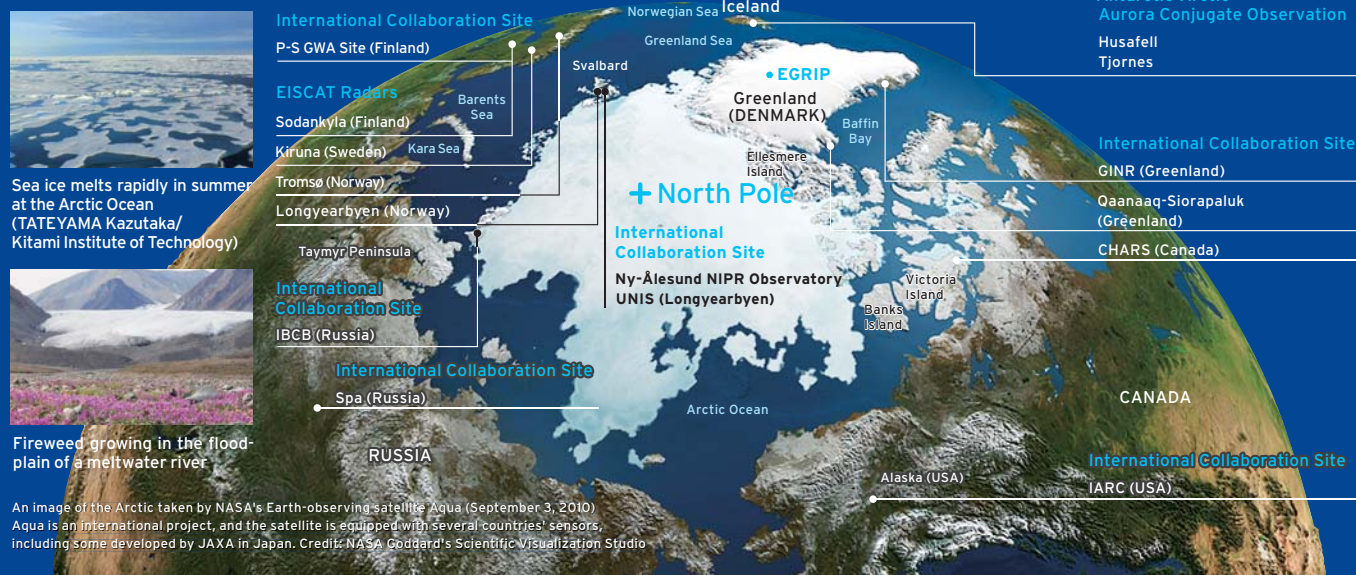 International Collaboration Site
P-S GWA Site (Finland)
EISCAT Radars
Sodankyla (Finland)
Kiruna (Sweden)
Tromsø (Norway)
Longyearbyen (Norway)
Sea ice melts rapidly in summer
at the Arctic Ocean
(TATEYAMA Kazutaka/
Kitami Institute of Technology)
Taymyr Peninsula
International
Collaboration Site
IBCB (Russia)
International Collaboration Site
Spa (Russia)
Fireweed growing in the flood-
plain of a meltwater river
RUSSIA
An image of the Arctic taken by NASA's Earth-observing satellite Aqua (September 3, 2010)
Aqua is an international project, and the satellite is equipped with several countries' sensors,
including some developed by JAXA in Japan. Credit: NASA Goddard's Scientific Visualization Studio
Norwegian Sea
Iceland
Greenland Sea
Svalbard
Barents
Sea
Kara Sea
EGRIP
Greenland
(DENMARK)
Baffin
Bay
Ellesmere
Island
North Pole
International
Collaboration Site
Ny-Ålesund NIPR Observatory
UNIS (Longyearbyen)
Victoria
Island
Banks
Island
Arctic Ocean
Aurora Conjugate Observation
Husafell
Tjornes
International Collaboration Site
GINR (Greenland)
Qaanaaq-Siorapaluk
(Greenland)
CHARS (Canada)
CANADA
Alaska (USA)
International Collaboration Site
IARC (USA)